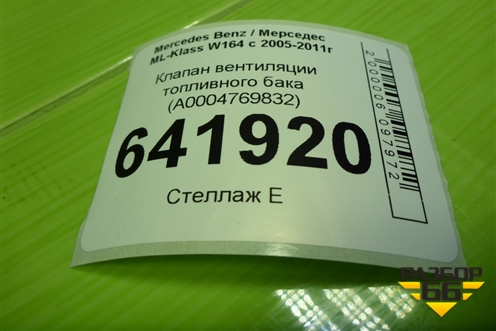 Mercedes Benz / Мерседес
ML-Klass W164 с 2005-2011г
Клапан вентиляции
топливного бака
(A0004769832)
641920
Стеллаж Е
2000006097972
РАЗБОР
66